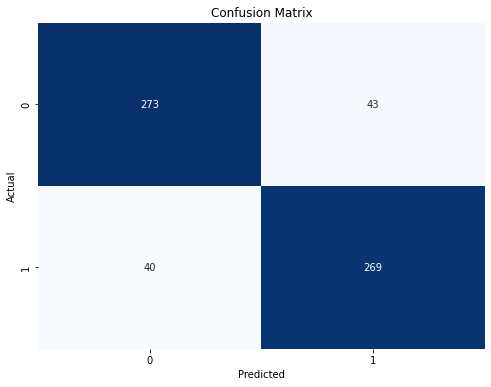 Confusion Matrix
Actual
0
273
43
1
40
269
0
1
Predicted